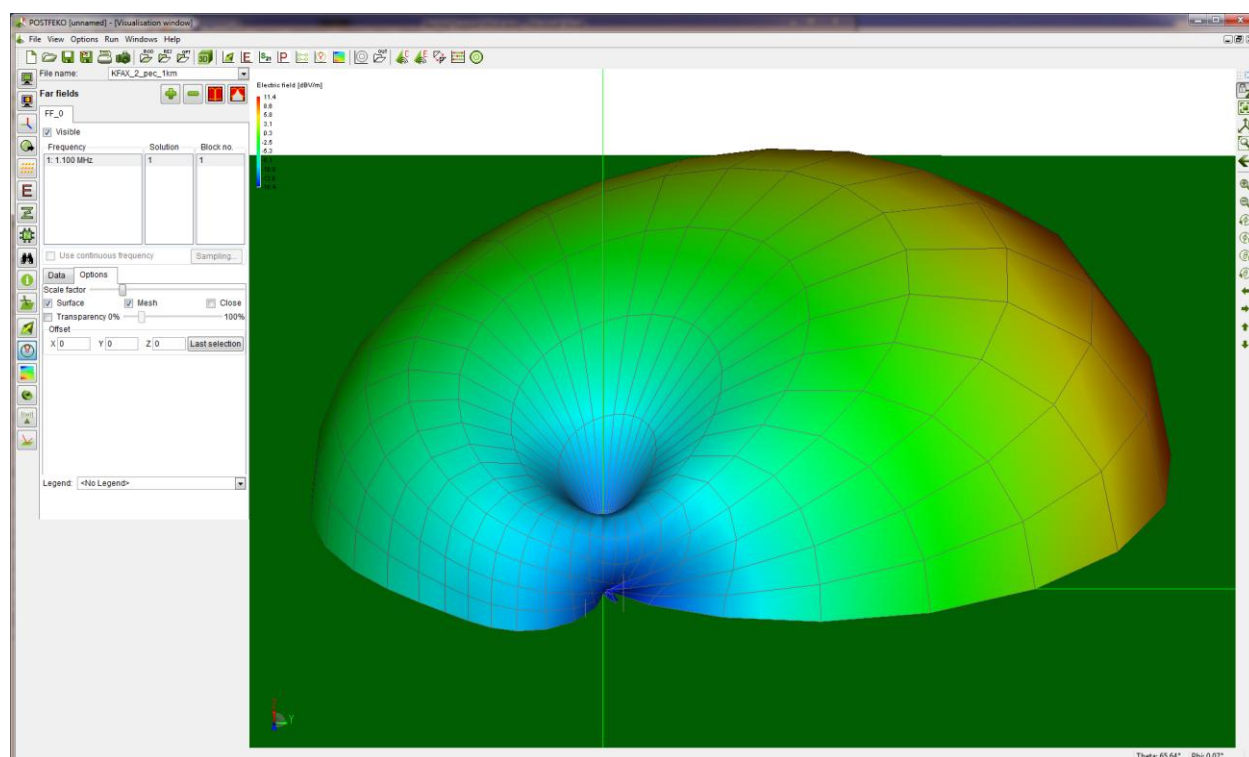 POSTFEKO [unnamed] - [Visualisation window]
File View Options Run Windows Help
File name: KFAX_2_pec_1km
Far fields
FF_0
Visible
Frequency Solution Block no.
1: 1.100 MHz 1 1
Use continuous frequency Sampling...
Data Options
Scale factor
Surface Mesh Close
Transparency 0% 100%
Offset
X 0 Y 0 Z 0 Last selection
Legend: <No Legend>
Electric field [dBV/m]
11.4
8.6
5.8
3.1
0.3
-2.5
-5.3
Y
Theta: 65.64° Phi: 0.07°